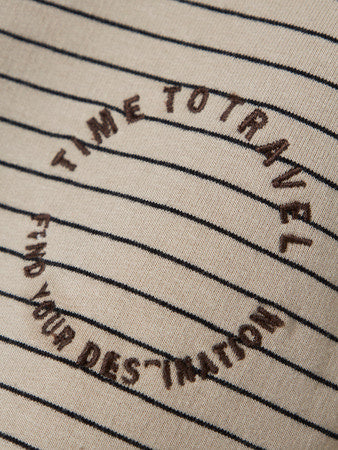 TIME TO TRAVEL
FIND YOUR DESTINATION